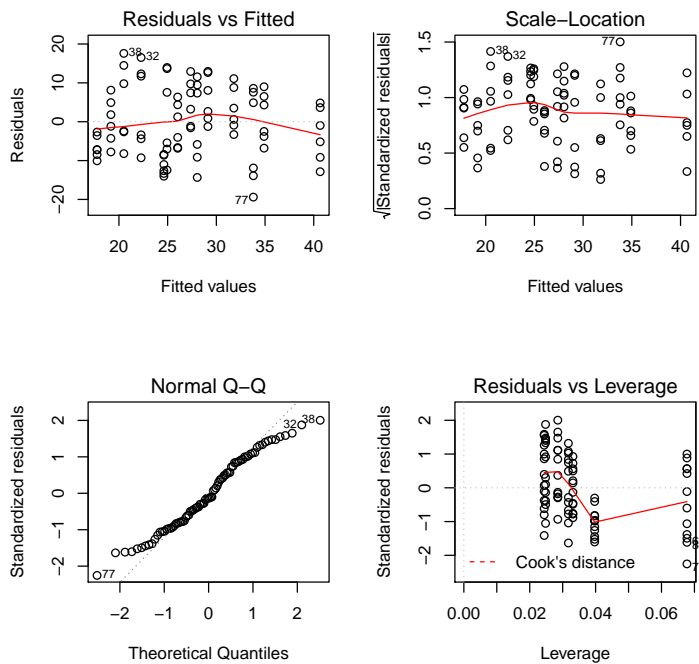 Residuals vs Fitted
Residuals
20
10
0
−20
38
32
77
20 25 30 35 40
Fitted values
Scale−Location
√|Standardized residuals|
1.5
1.0
0.5
0.0
38
32
77
20 25 30 35 40
Fitted values
Normal Q−Q
Standardized residuals
2
1
0
−1
−2
32
38
77
−2 −1 0 1 2
Theoretical Quantiles
Residuals vs Leverage
Standardized residuals
2
1
0
−1
−2
Cook's distance
0.00 0.02 0.04 0.06
Leverage